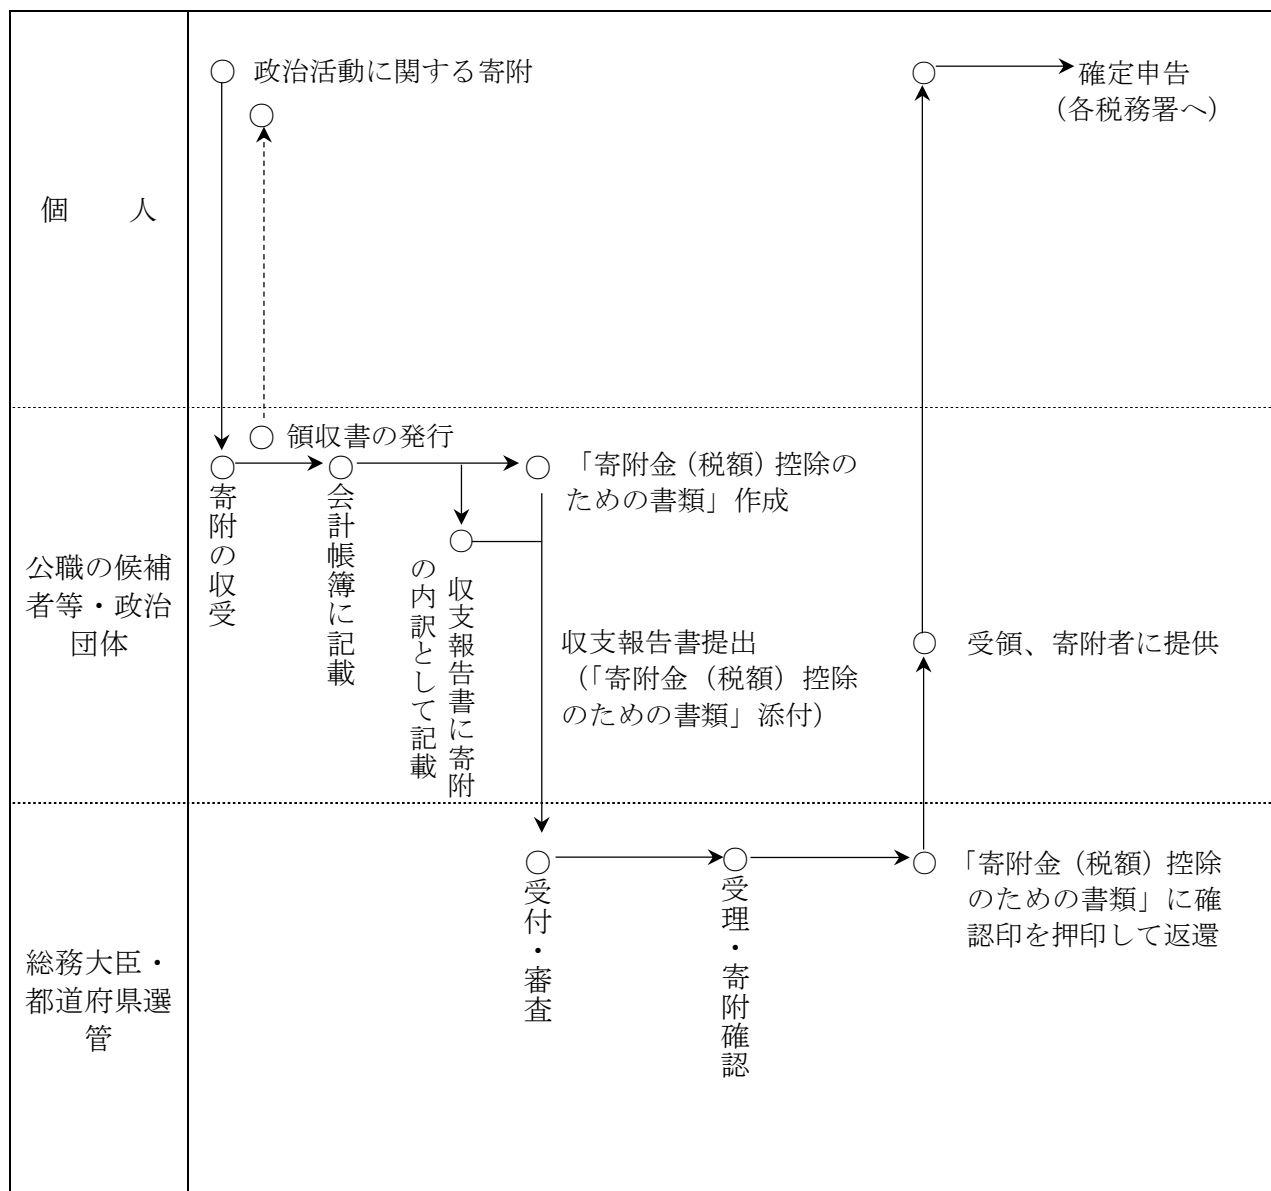 個　　人
政治活動に関する寄附
確定申告
（各税務署へ）
公職の候補
者等・政治
団体
領収書の発行
寄附の収受
会計帳簿に記載
収支報告書に寄附
の内訳として記載
「寄附金（税額）控除の
ための書類」作成
収支報告書提出
（「寄附金（税額）控除
のための書類」添付）
受領、寄附者に提供
総務大臣・
都道府県選
管
受付・審査
受理・寄附確認
「寄附金（税額）控除
のための書類」に確
認印を押印して返還